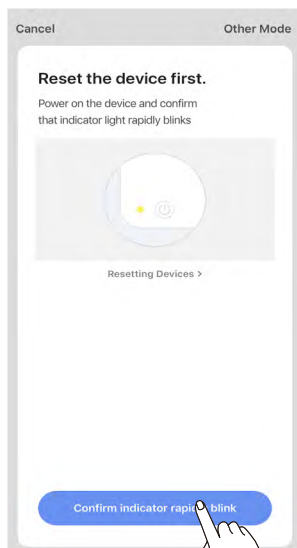 Cancel Other Mode
Reset the device first.
Power on the device and confirm
that indicator light rapidly blinks
Resetting Devices >
Confirm indicator rapidly blink